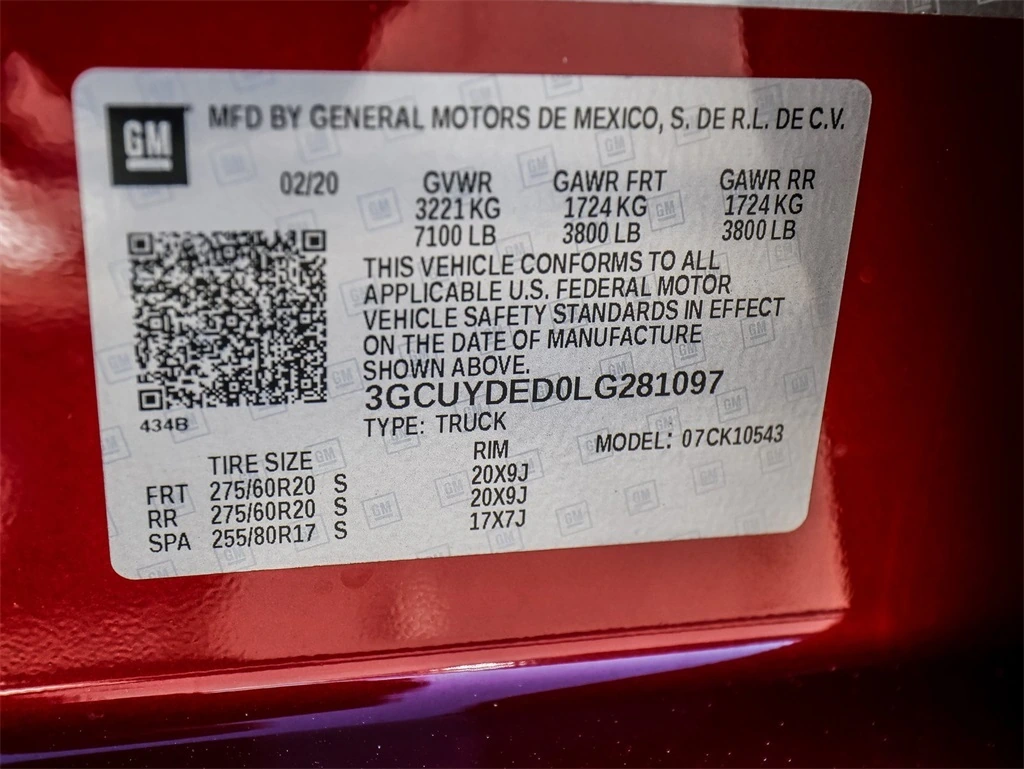 GM MFD BY GENERAL MOTORS DE MEXICO, S. DE R.L. DE C.V.
02/20 GVWR GAWR FRT GAWR RR
3221 KG 1724 KG 1724 KG
7100 LB 3800 LB 3800 LB
THIS VEHICLE CONFORMS TO ALL
APPLICABLE U.S. FEDERAL MOTOR
VEHICLE SAFETY STANDARDS IN EFFECT
ON THE DATE OF MANUFACTURE
SHOWN ABOVE.
3GCUYDED0LG281097
434B
TYPE: TRUCK MODEL: 07CK10543
TIRE SIZE RIM
FRT 275/60R20 S 20X9J
RR 275/60R20 S 20X9J
SPA 255/80R17 S 17X7J